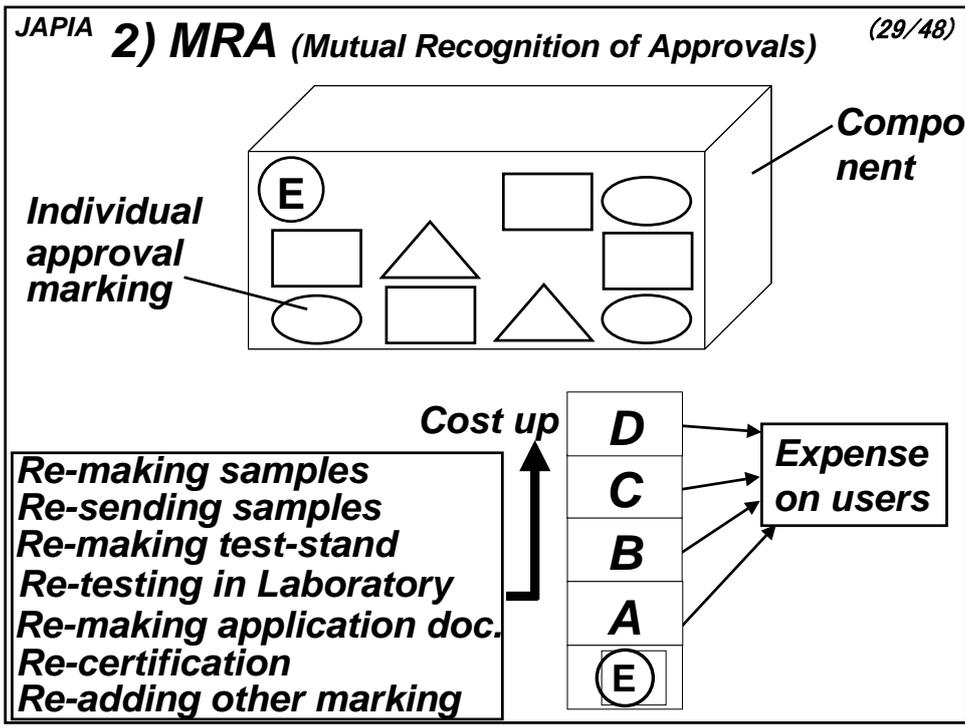 JAPIA 2) MRA (Mutual Recognition of Approvals) (29/48)
Compo
nent
E
Individual
approval
marking
Cost up
D
C
B
A
E
Expense
on users
Re-making samples
Re-sending samples
Re-making test-stand
Re-testing in Laboratory
Re-making application doc.
Re-certification
Re-adding other marking